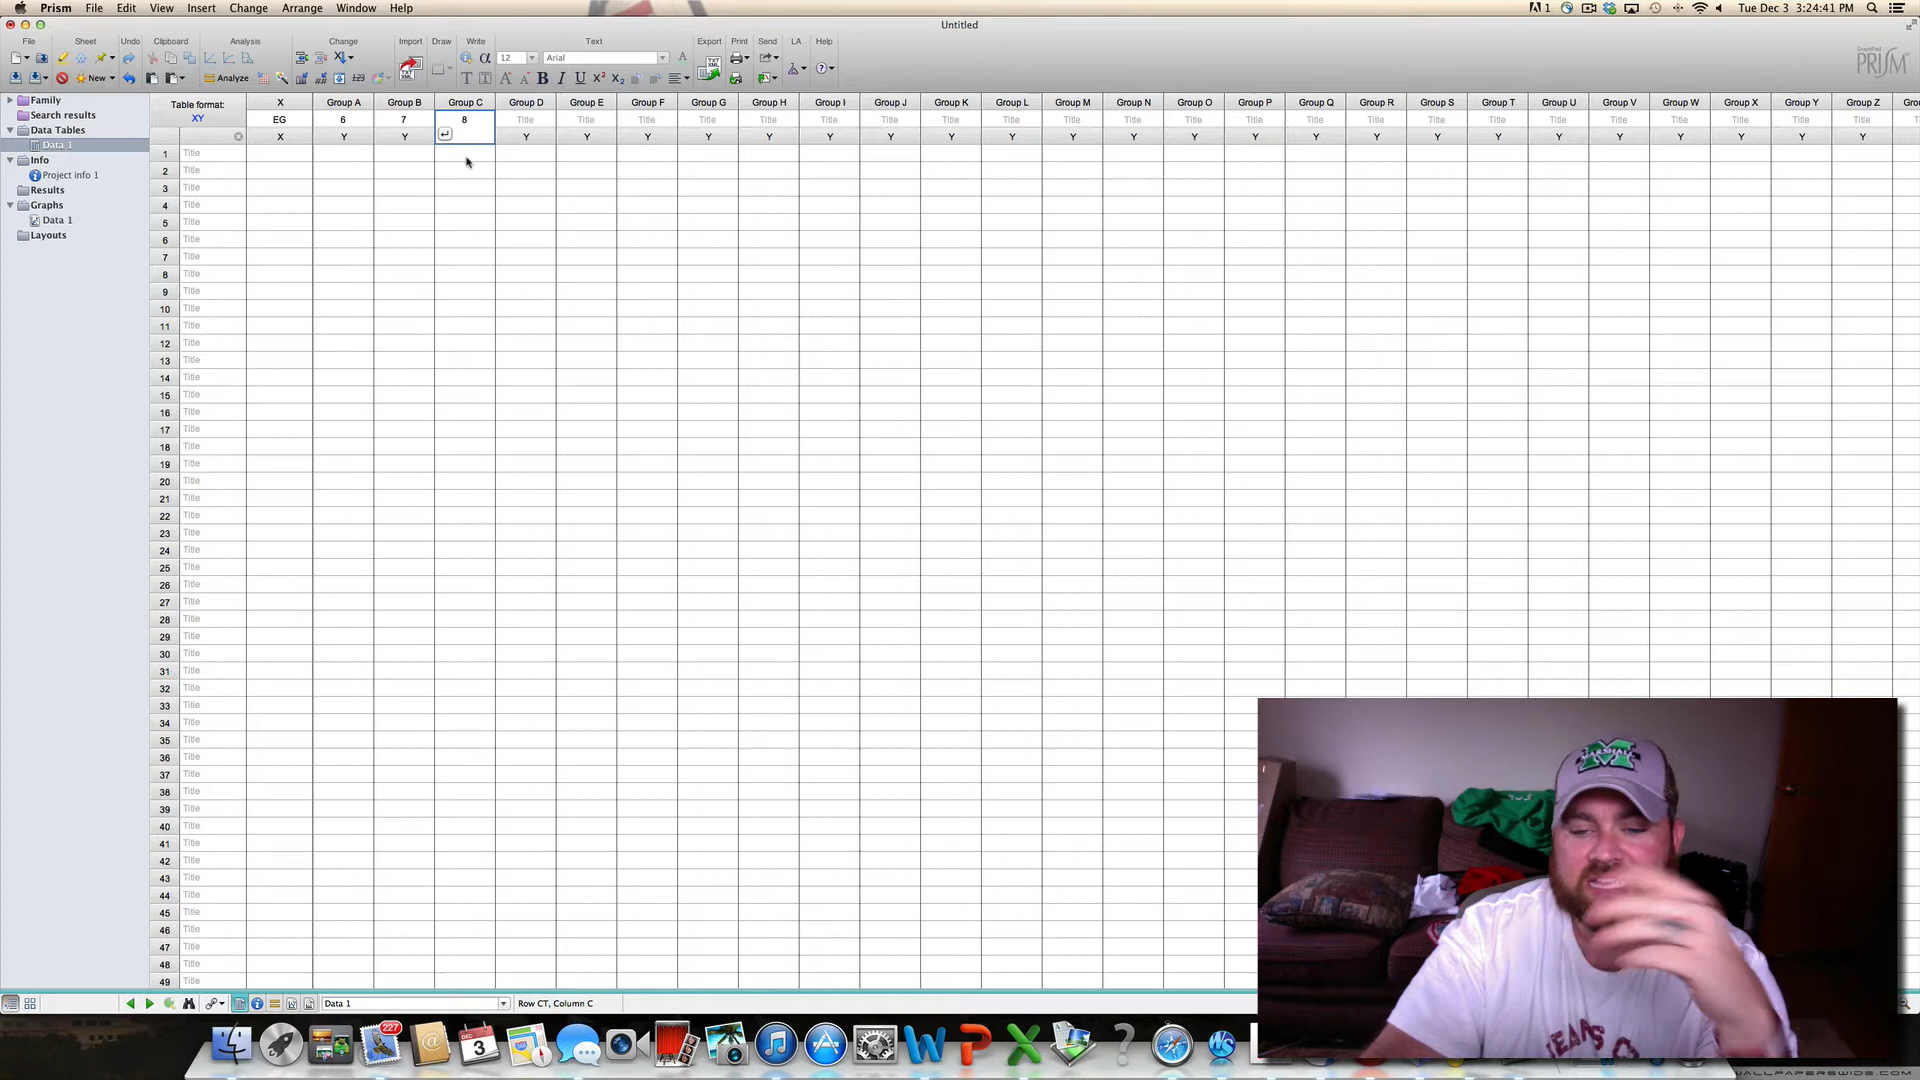 Prism File Edit View Insert Change Arrange Window Help
1 Tue Dec 3 3:24:41 PM
Untitled
File Sheet Undo Clipboard Analysis Change Import Draw Write Text Export Print Send LA Help
12 Arial
GraphPad
PRISM
New Analyze
Family
Search results
Data Tables
Data 1
Info
Project info 1
Results
Graphs
Data 1
Layouts
Table format:
XY
X Group A Group B Group C Group D Group E Group F Group G Group H Group I Group J Group K Group L Group M Group N Group O Group P Group Q Group R Group S Group T Group U Group V Group W Group X Group Y Group Z
EG 6 7 8 Title Title Title Title Title Title Title Title Title Title Title Title Title Title Title Title Title Title Title Title Title Title Title
X Y Y Y Y Y Y Y Y Y Y Y Y Y Y Y Y Y Y Y Y Y Y Y Y Y
1 Title
2 Title
3 Title
4 Title
5 Title
6 Title
7 Title
8 Title
9 Title
10 Title
11 Title
12 Title
13 Title
14 Title
15 Title
16 Title
17 Title
18 Title
19 Title
20 Title
21 Title
22 Title
23 Title
24 Title
25 Title
26 Title
27 Title
28 Title
29 Title
30 Title
31 Title
32 Title
33 Title
34 Title
35 Title
36 Title
37 Title
38 Title
39 Title
40 Title
41 Title
42 Title
43 Title
44 Title
45 Title
46 Title
47 Title
48 Title
49 Title
MARSHALL
Data 1 Row CT, Column C
227
DEC
3
WALLPAPERSWIDE.COM